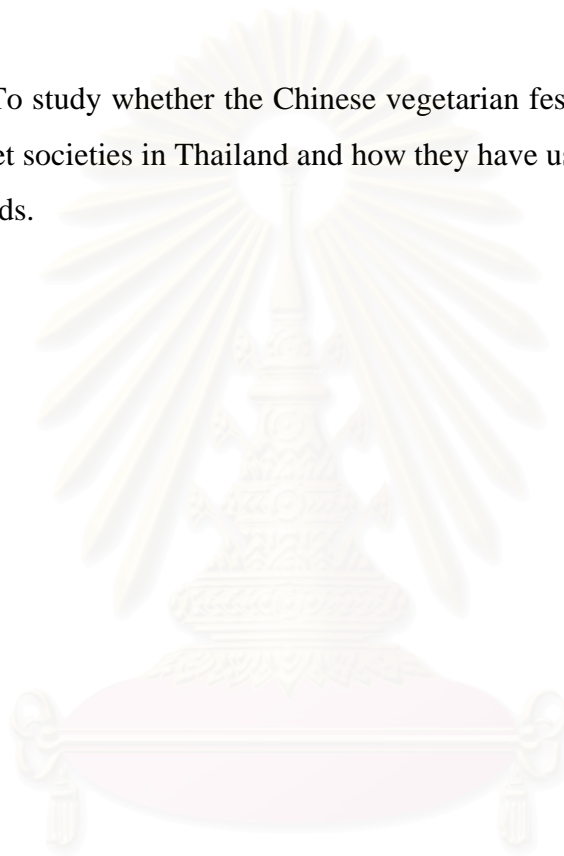 To study whether the Chinese vegetarian fes
et societies in Thailand and how they have us
ds.